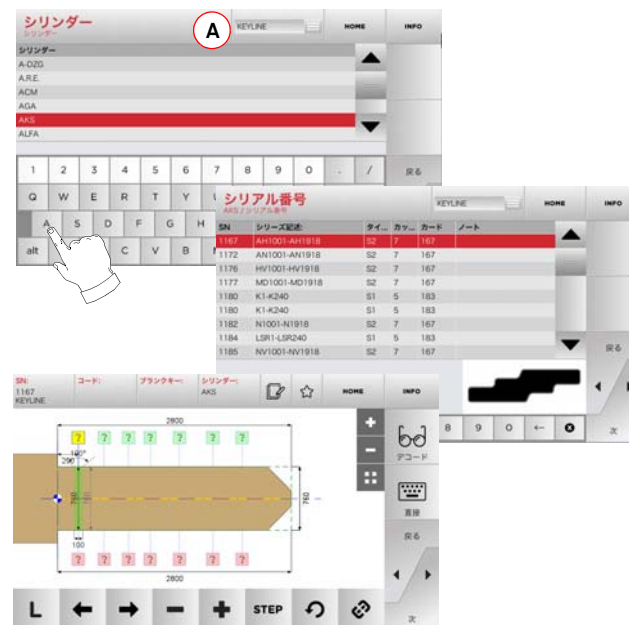 シリンダー
シリンダー
A
KEYLINE
HOME
INFO
シリンダー
A-DZG
A.R.E.
ACM
AGA
AKS
ALFA
1 2 3 4 5 6 7 8 9 0 . /
戻る
Q W E R T Y
A S D F G H
alt C V B
シリアル番号
AKS / シリアル番号
KEYLINE
HOME
INFO
SN シリーズ記述: タイ... カッ... カード ノート
1167 AH1001-AH1918 S2 7 167
1172 AN1001-AN1918 S2 7 167
1176 HV1001-HV1918 S2 7 167
1177 MD1001-MD1918 S2 7 167
1180 K1-K240 S1 5 183
1180 K1-K240 S1 5 183
1182 N1001-N1918 S2 7 167
1184 LSR1-LSR240 S1 5 183
1185 NV1001-NV1918 S2 7 167
戻る
8 9 0 ←
次
SN: コード: ブランクキー: シリンダー:
1167 AKS
KEYLINE
HOME
INFO
2800
? ? ? ? ? ? ?
100°
290
760 760 760
100
? ? ? ? ? ? ?
2800
デコード
直接
戻る
次
L STEP